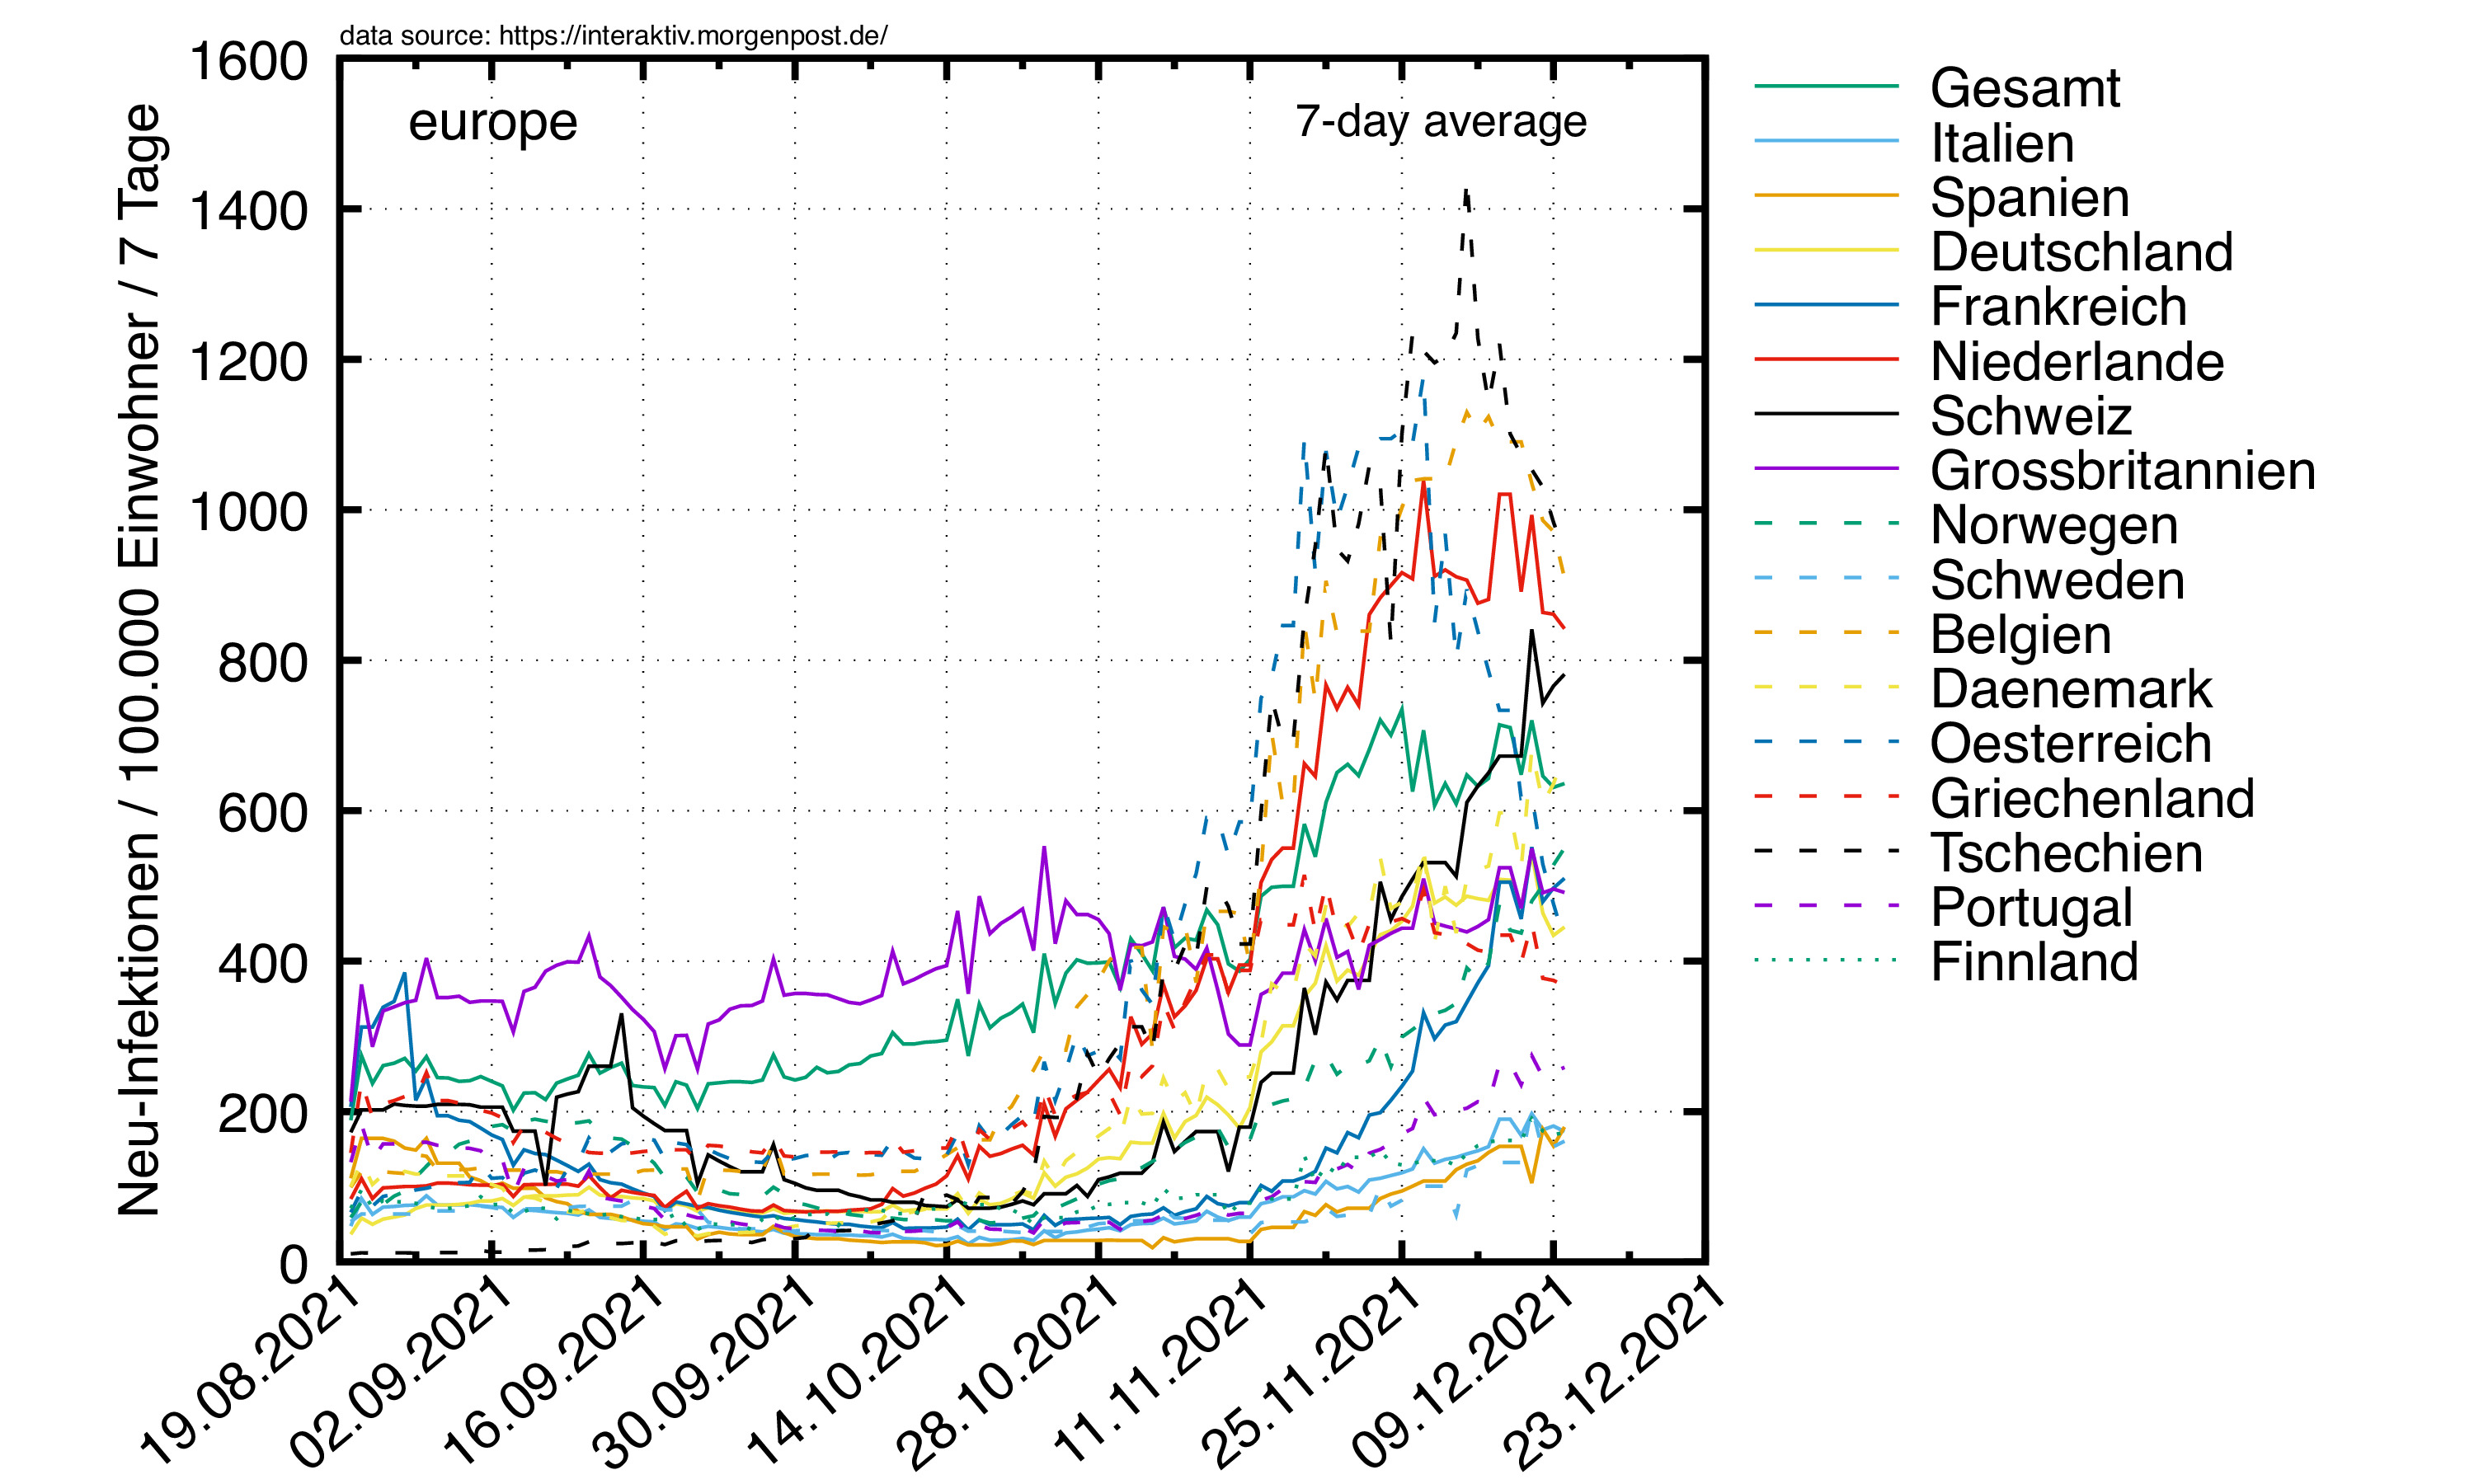 data source: https://interaktiv.morgenpost.de/
europe
7-day average
Neu-Infektionen / 100.000 Einwohner / 7 Tage
1600
1400
1200
1000
800
600
400
200
0
19.08.2021
02.09.2021
16.09.2021
30.09.2021
14.10.2021
28.10.2021
11.11.2021
25.11.2021
09.12.2021
23.12.2021
Gesamt
Italien
Spanien
Deutschland
Frankreich
Niederlande
Schweiz
Grossbritannien
Norwegen
Schweden
Belgien
Daenemark
Oesterreich
Griechenland
Tschechien
Portugal
Finnland